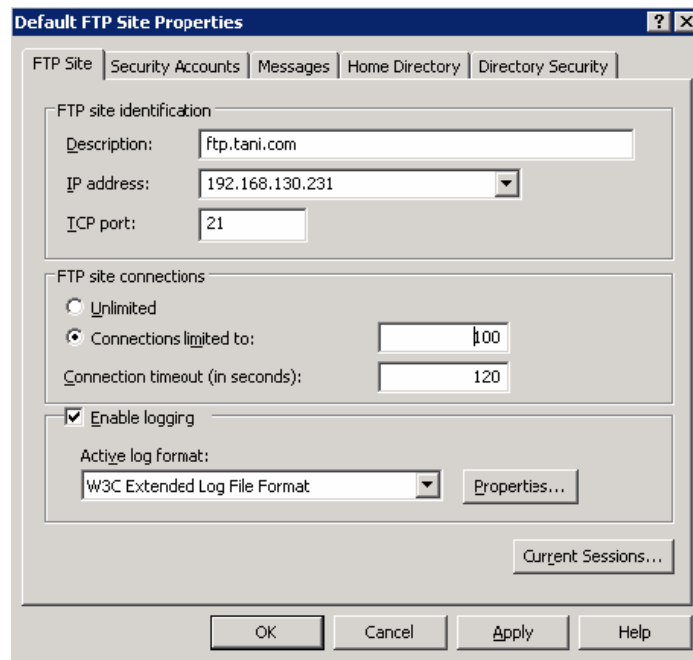 Default FTP Site Properties
FTP Site Security Accounts Messages Home Directory Directory Security
FTP site identification
Description: ftp.tani.com
IP address: 192.168.130.231
TCP port: 21
FTP site connections
Unlimited
Connections limited to: 100
Connection timeout (in seconds): 120
Enable logging
Active log format:
W3C Extended Log File Format Properties...
Current Sessions...
OK Cancel Apply Help